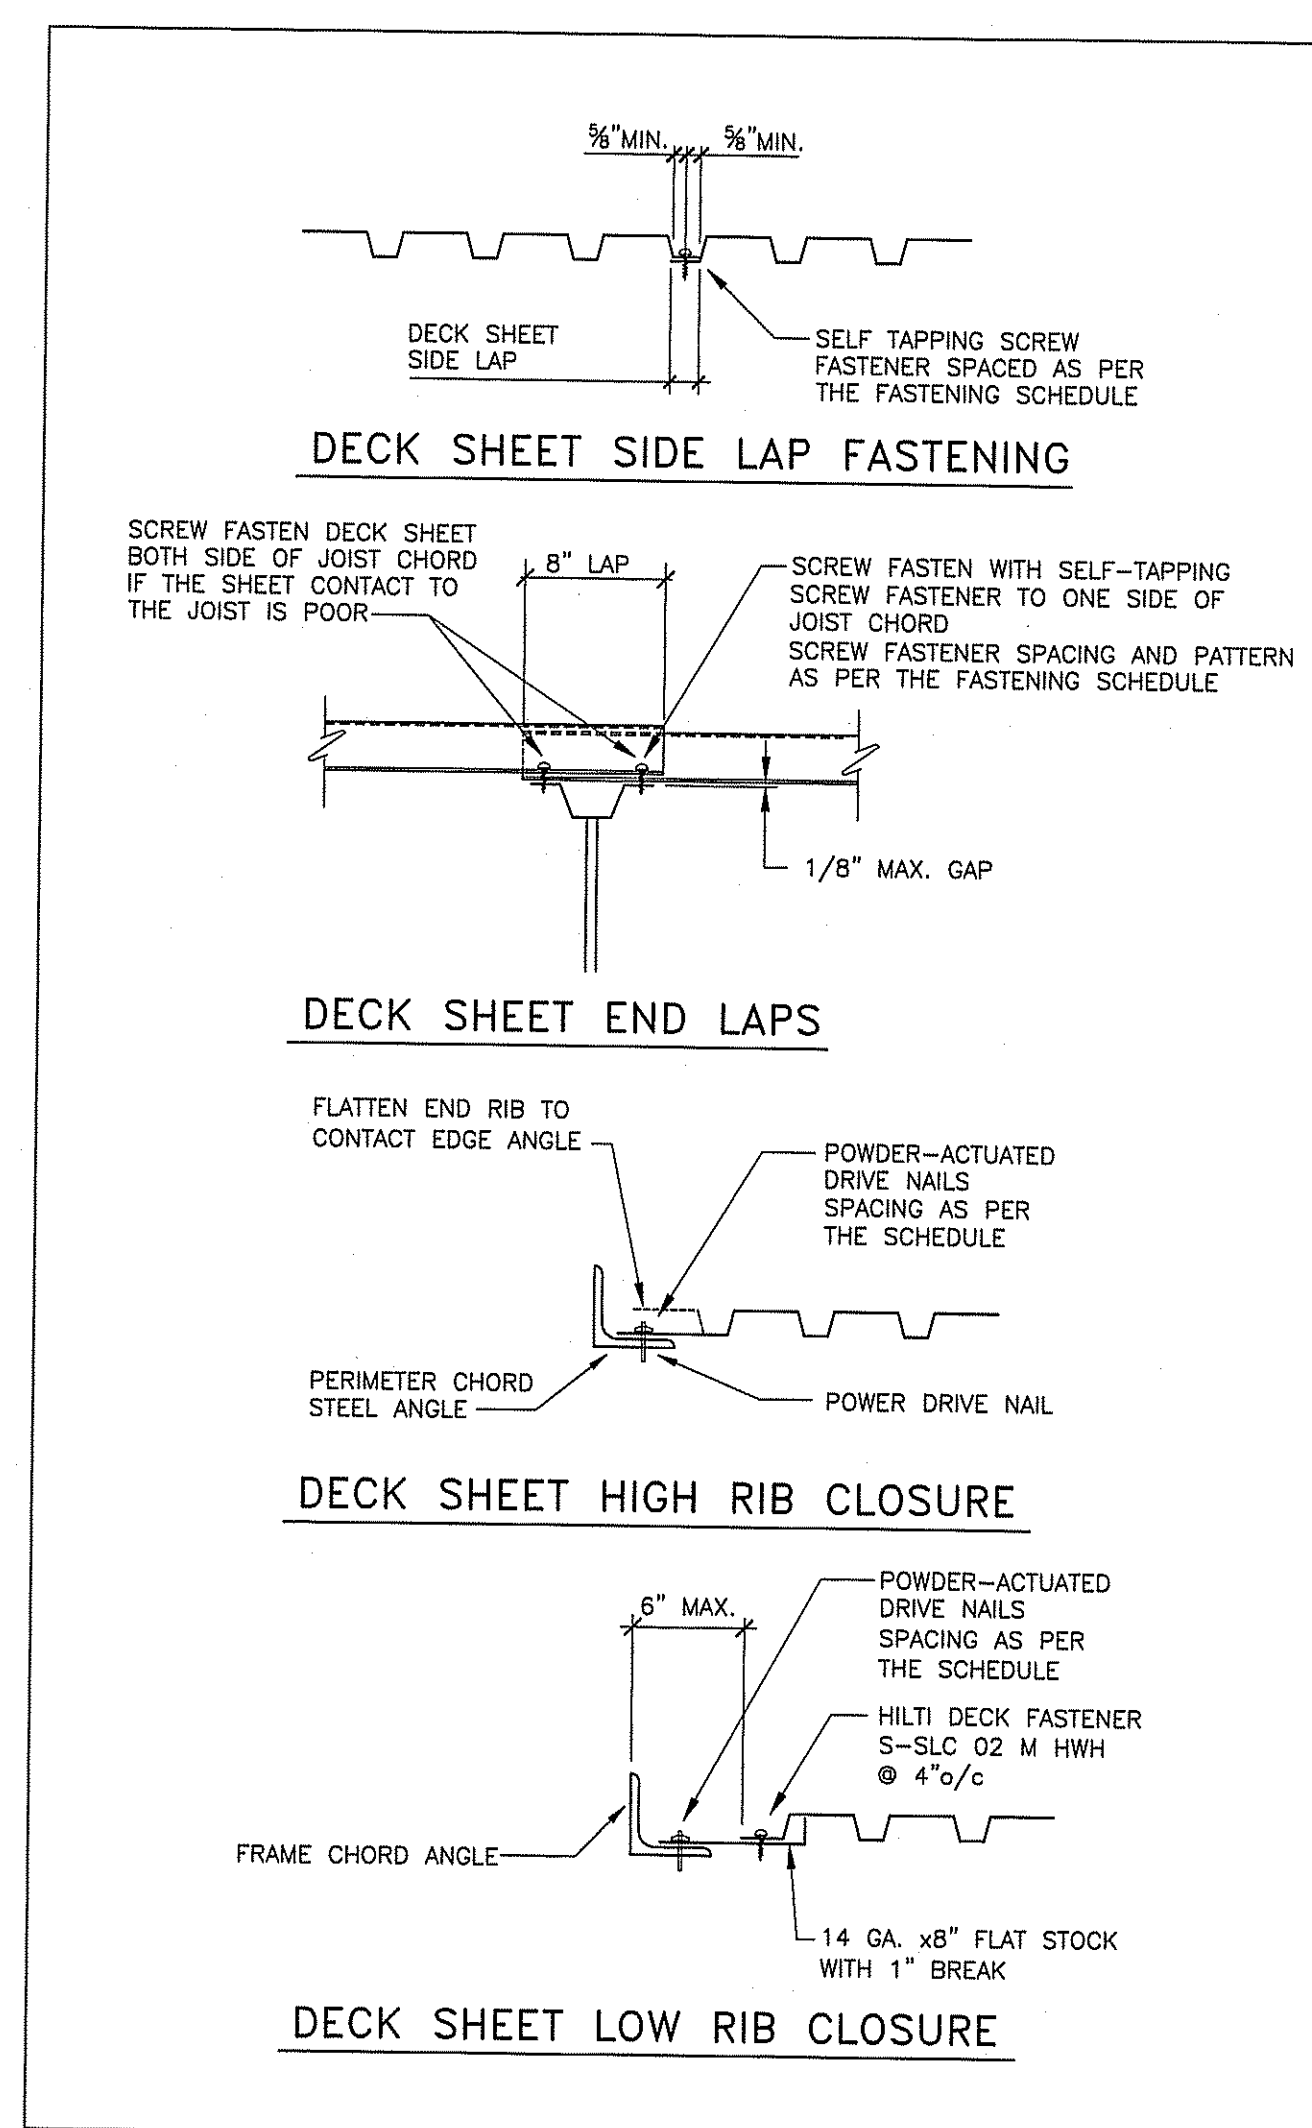 ⅝"MIN. ⅝"MIN.
DECK SHEET
SIDE LAP
SELF TAPPING SCREW
FASTENER SPACED AS PER
THE FASTENING SCHEDULE
DECK SHEET SIDE LAP FASTENING
SCREW FASTEN DECK SHEET
BOTH SIDE OF JOIST CHORD
IF THE SHEET CONTACT TO
THE JOIST IS POOR
8" LAP
SCREW FASTEN WITH SELF-TAPPING
SCREW FASTENER TO ONE SIDE OF
JOIST CHORD
SCREW FASTENER SPACING AND PATTERN
AS PER THE FASTENING SCHEDULE
1/8" MAX. GAP
DECK SHEET END LAPS
FLATTEN END RIB TO
CONTACT EDGE ANGLE
POWDER-ACTUATED
DRIVE NAILS
SPACING AS PER
THE SCHEDULE
PERIMETER CHORD
STEEL ANGLE
POWER DRIVE NAIL
DECK SHEET HIGH RIB CLOSURE
6" MAX.
POWDER-ACTUATED
DRIVE NAILS
SPACING AS PER
THE SCHEDULE
HILTI DECK FASTENER
S-SLC 02 M HWH
@ 4"o/c
FRAME CHORD ANGLE
14 GA. x8" FLAT STOCK
WITH 1" BREAK
DECK SHEET LOW RIB CLOSURE